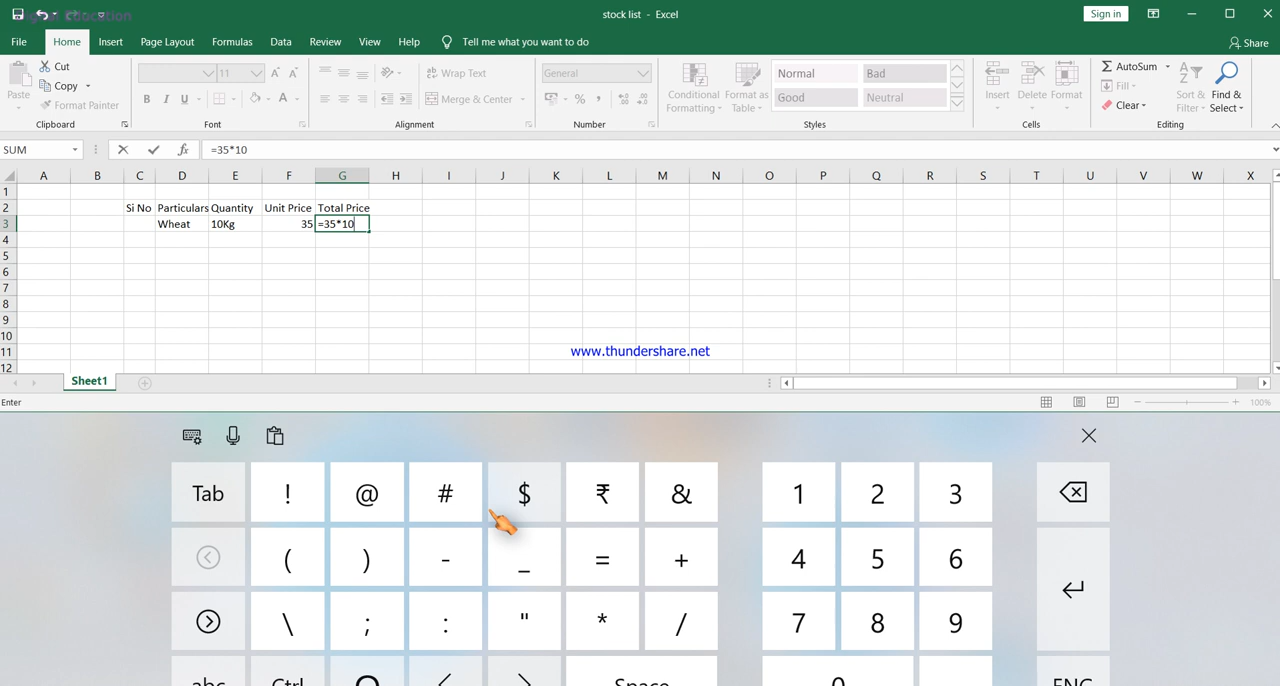 stock list - Excel
Sign in
File Home Insert Page Layout Formulas Data Review View Help Tell me what you want to do Share
Paste Cut Copy Format Painter Clipboard
11 B I U A Font
Wrap Text Merge & Center Alignment
General % , Number
Conditional Formatting Format as Table Normal Bad Good Neutral Styles
Insert Delete Format Cells
AutoSum Fill Clear Sort & Filter Find & Select Editing
SUM fx =35*10
A B C D E F G H I J K L M N O P Q R S T U V W X
1
2 Si No Particulars Quantity Unit Price Total Price
3 Wheat 10Kg 35 =35*10
4
5
6
7
8
9
10
11
12
www.thundershare.net
Sheet1
Enter 100%
Tab ! @ # $ ₹ & 1 2 3
( ) - _ = + 4 5 6
\ ; : " * / 7 8 9
abc Ctrl < > Space 0 ENG